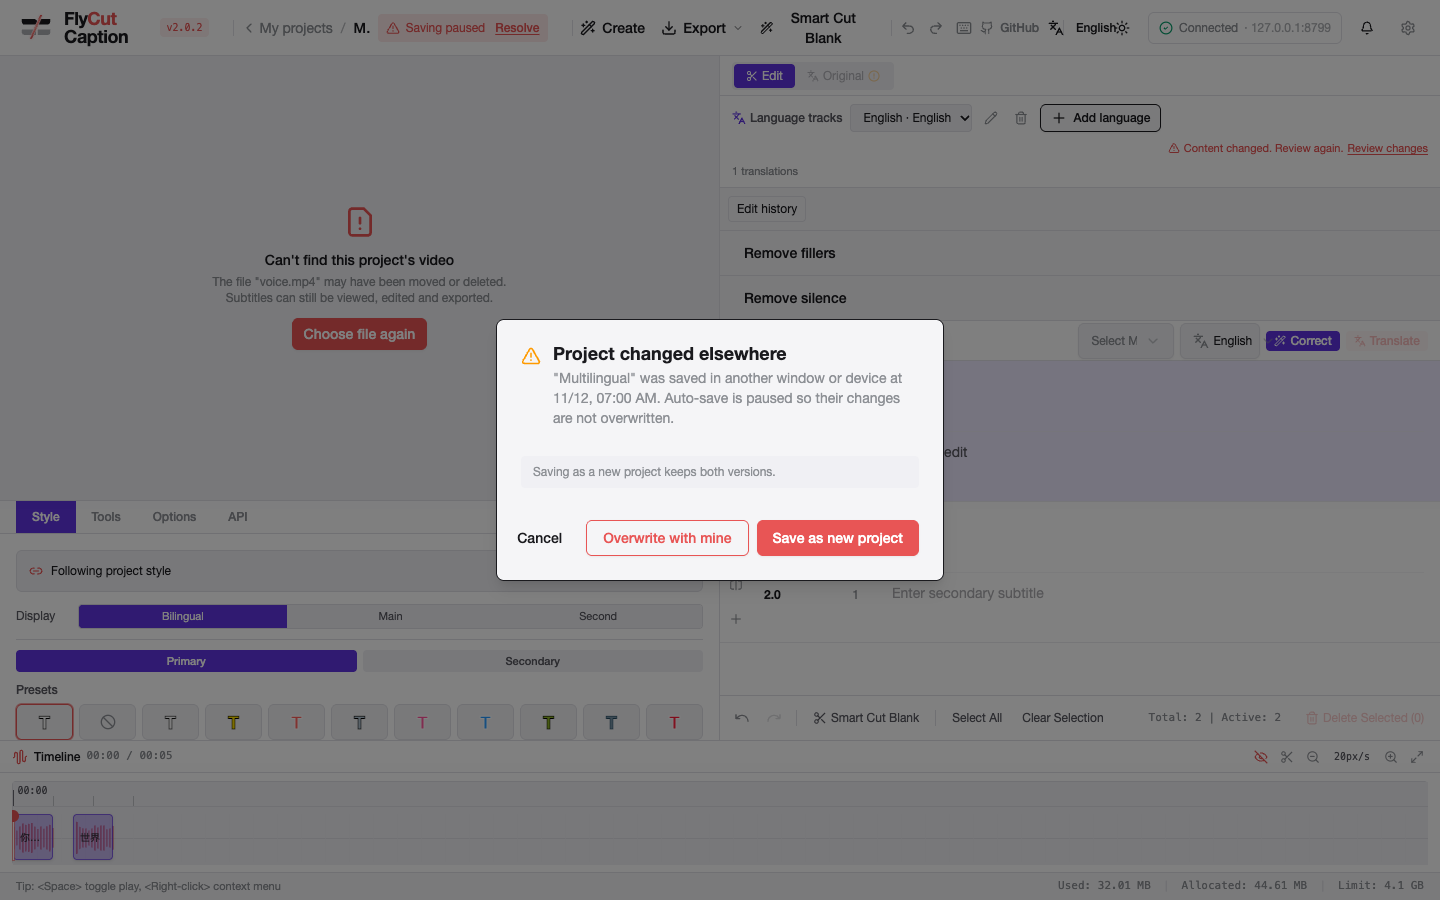 FlyCut
Caption
v2.0.2
My projects / M.
Saving paused Resolve
Create
Export
Smart Cut
Blank
GitHub
English
Connected · 127.0.0.1:8799
Can't find this project's video
The file "voice.mp4" may have been moved or deleted.
Subtitles can still be viewed, edited and exported.
Choose file again
Edit
Original
Language tracks
English · English
Add language
Content changed. Review again. Review changes
1 translations
Edit history
Remove fillers
Remove silence
Select M
English
Correct
Translate
edit
Project changed elsewhere
"Multilingual" was saved in another window or device at
11/12, 07:00 AM. Auto-save is paused so their changes
are not overwritten.
Saving as a new project keeps both versions.
Cancel
Overwrite with mine
Save as new project
2.0
1
Enter secondary subtitle
Style
Tools
Options
API
Following project style
Display
Bilingual
Main
Second
Primary
Secondary
Presets
T T T T T T T T T T
Smart Cut Blank
Select All
Clear Selection
Total: 2 | Active: 2
Delete Selected (0)
Timeline
00:00 / 00:05
20px/s
00:00
你...
世界
Tip: <Space> toggle play, <Right-click> context menu
Used: 32.01 MB
Allocated: 44.61 MB
Limit: 4.1 GB